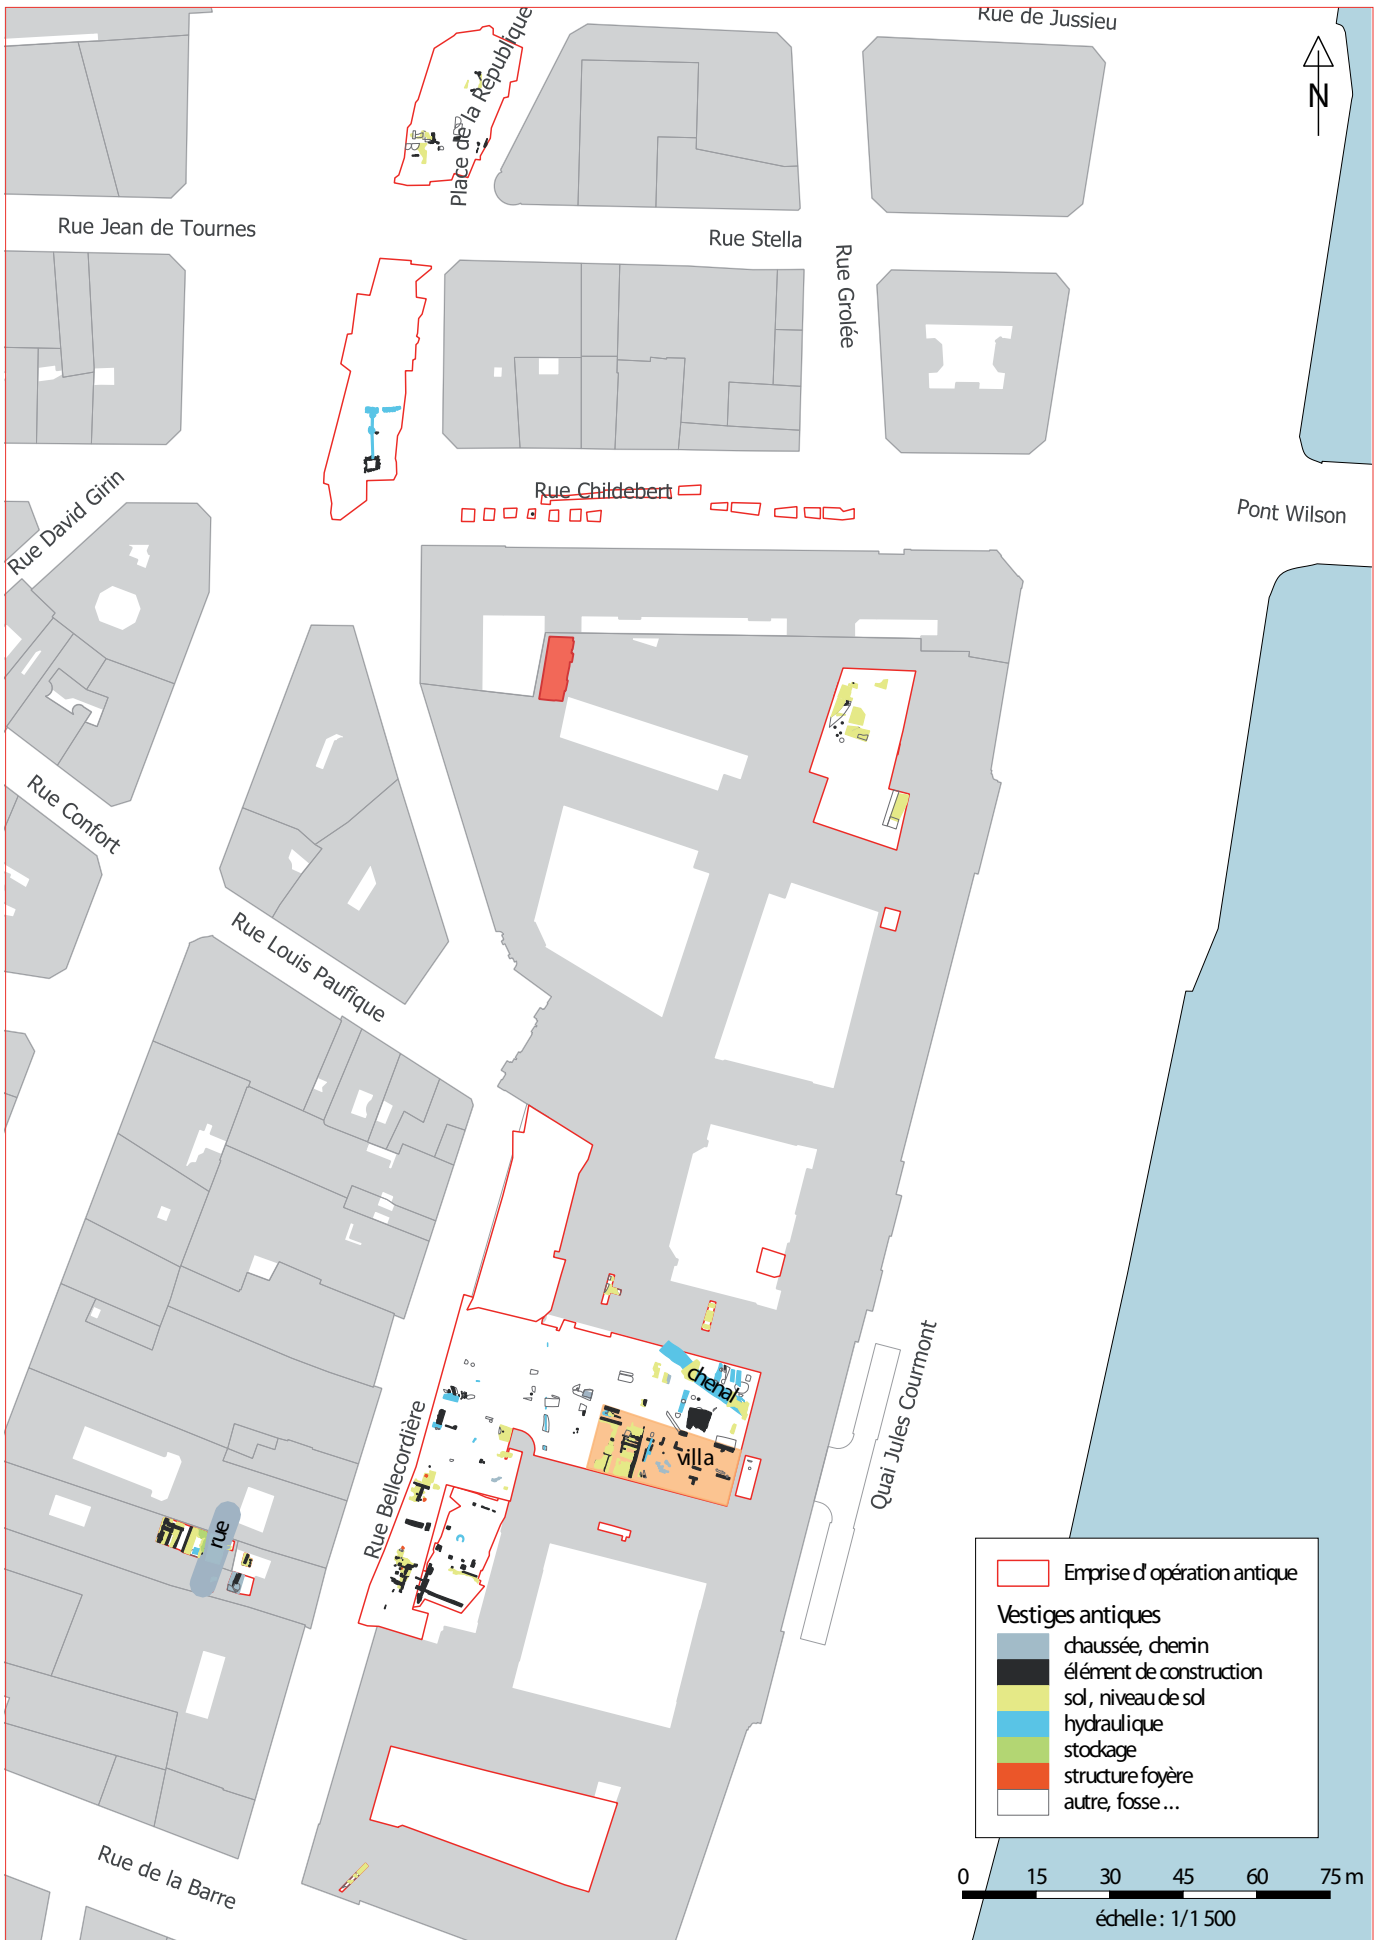 Rue de Jussieu
Place de la République
N
Rue Jean de Tournes
Rue Stella
Rue Grolée
Rue David Girin
Rue Childebert
Pont Wilson
Rue Confort
Rue Louis Paufique
chenal
villa
Quai Jules Courmont
Rue Bellecordière
rue
Rue de la Barre
Emprise d'opération antique
Vestiges antiques
chaussée, chemin
élément de construction
sol, niveau de sol
hydraulique
stockage
structure foyère
autre, fosse ...
0 15 30 45 60 75 m
échelle : 1/1 500